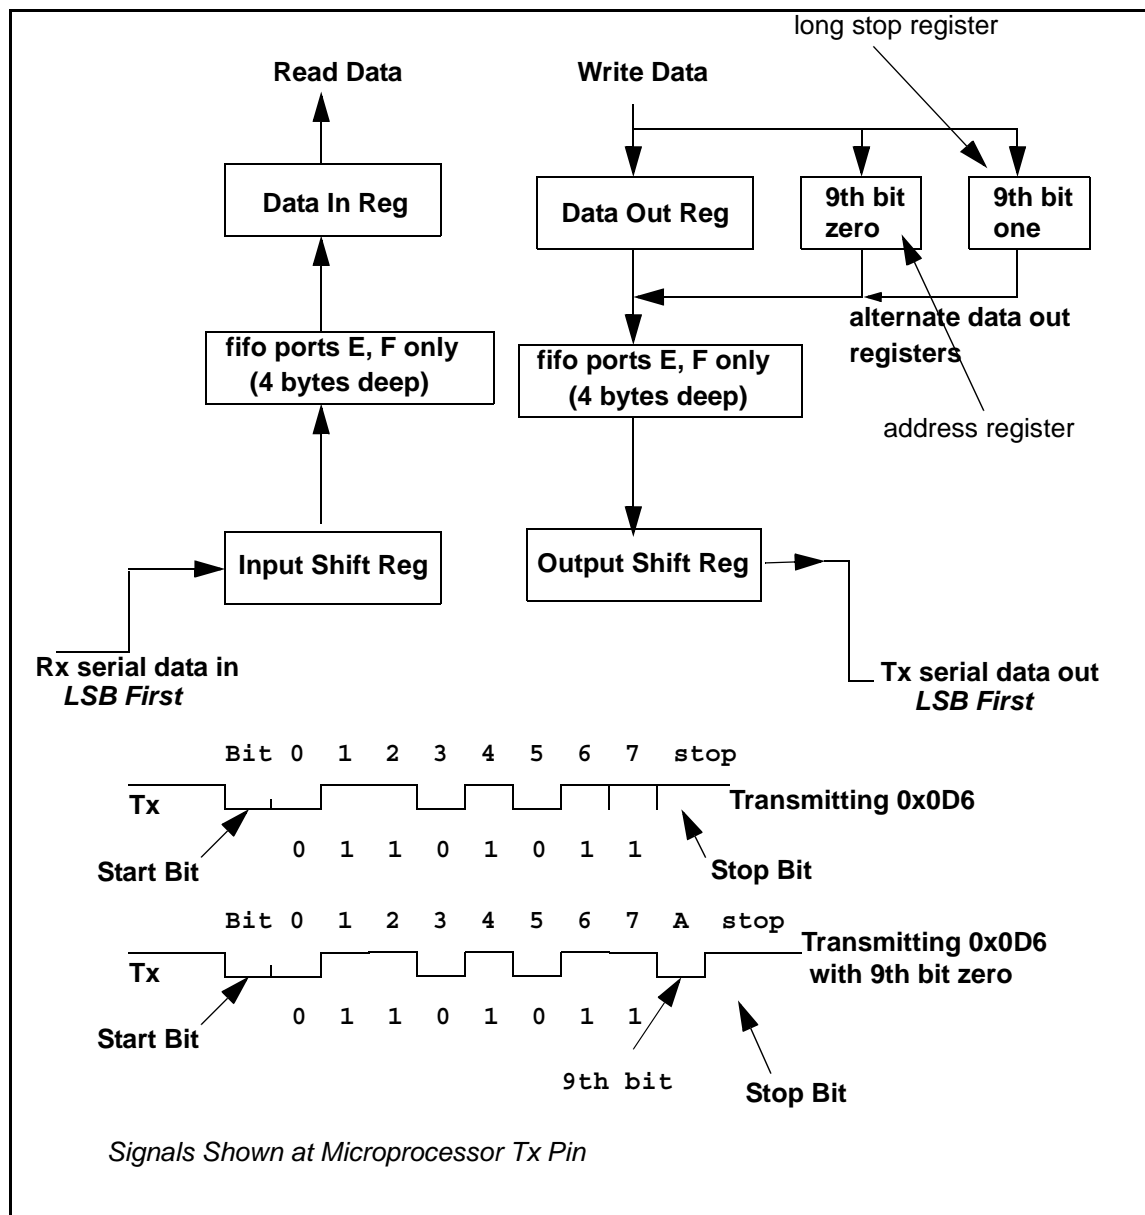 long stop register
Read Data
Write Data
Data In Reg
Data Out Reg
9th bit
zero
9th bit
one
alternate data out
registers
fifo ports E, F only
(4 bytes deep)
fifo ports E, F only
(4 bytes deep)
address register
Input Shift Reg
Output Shift Reg
Rx serial data in
LSB First
Tx serial data out
LSB First
Bit 0 1 2 3 4 5 6 7 stop
Tx
Transmitting 0x0D6
0 1 1 0 1 0 1 1
Start Bit
Stop Bit
Bit 0 1 2 3 4 5 6 7 A stop
Tx
Transmitting 0x0D6
with 9th bit zero
0 1 1 0 1 0 1 1
Start Bit
9th bit
Stop Bit
Signals Shown at Microprocessor Tx Pin